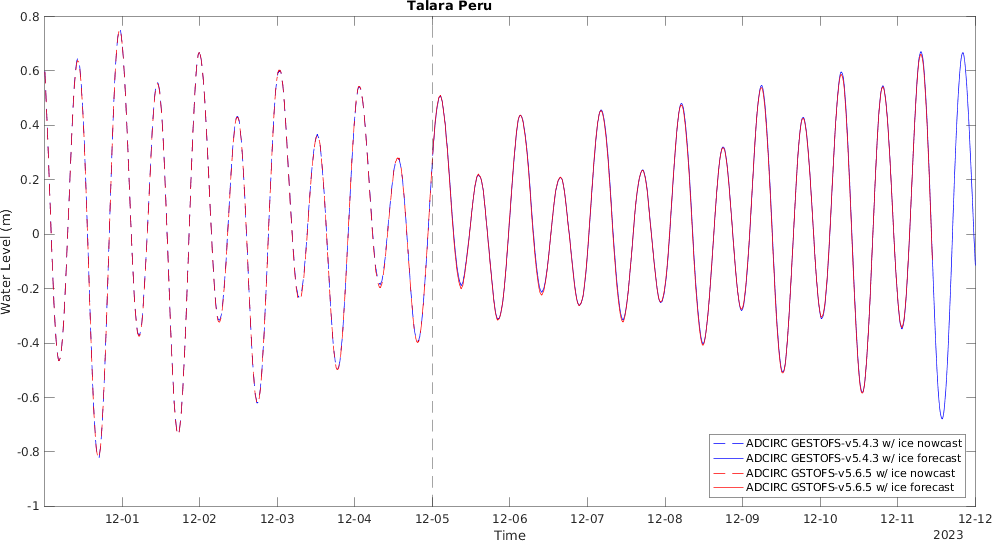 Talara Peru
0.8
0.6
0.4
0.2
0
-0.2
-0.4
-0.6
-0.8
-1
Water Level (m)
ADCIRC GESTOFS-v5.4.3 w/ ice nowcast
ADCIRC GESTOFS-v5.4.3 w/ ice forecast
ADCIRC GSTOFS-v5.6.5 w/ ice nowcast
ADCIRC GSTOFS-v5.6.5 w/ ice forecast
12-01 12-02 12-03 12-04 12-05 12-06 12-07 12-08 12-09 12-10 12-11 12-12
Time
2023